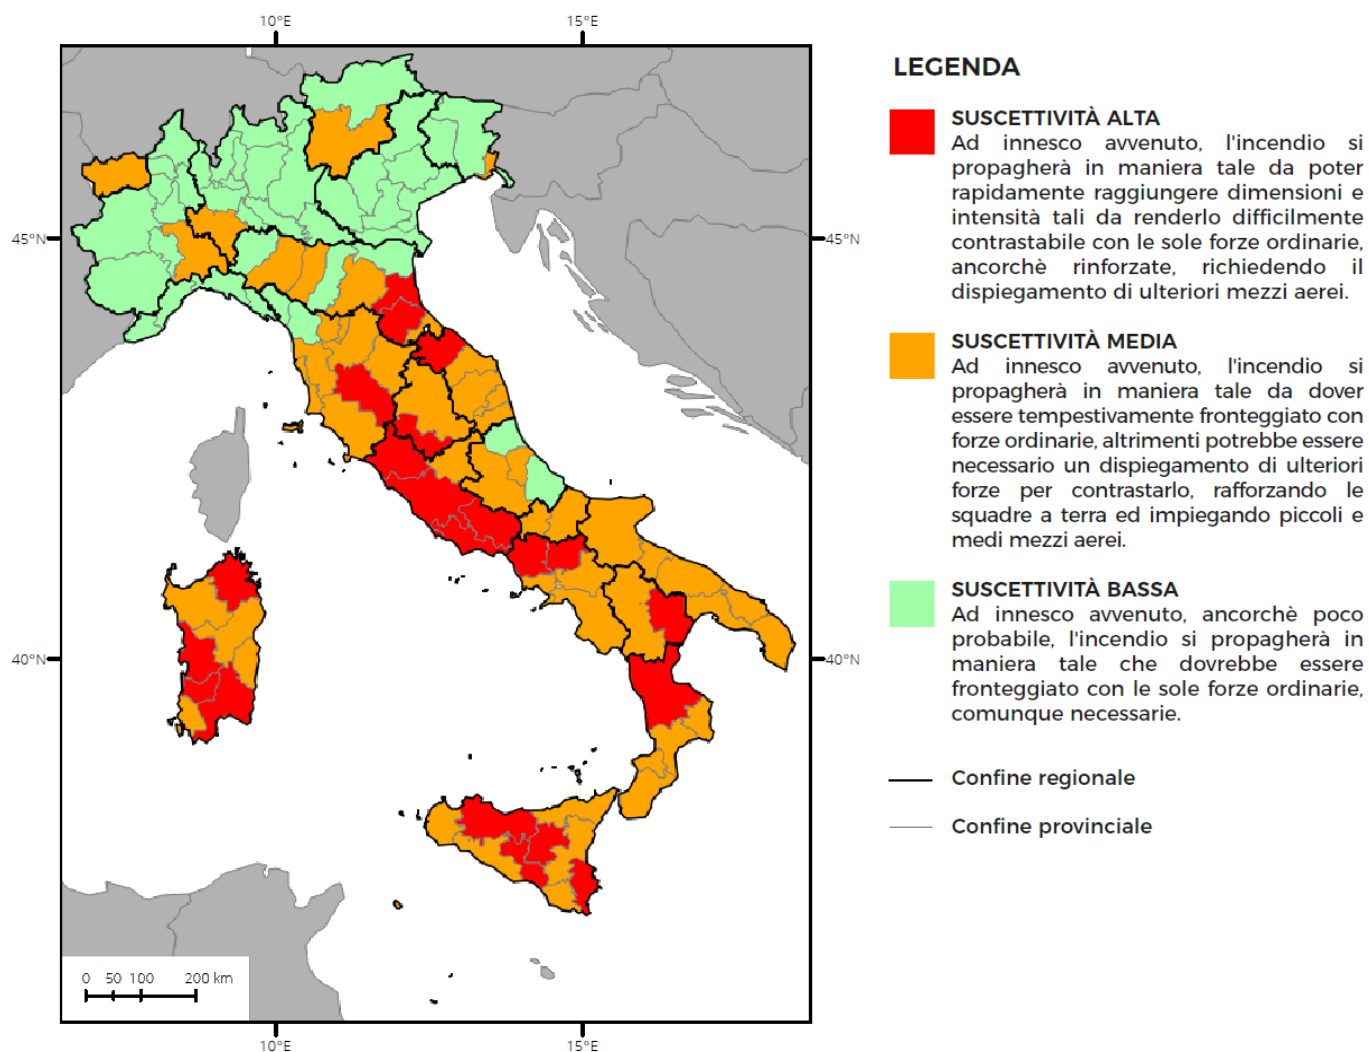 10°E 15°E
45°N 45°N
40°N 40°N
0 50 100 200 km
10°E 15°E
LEGENDA
SUSCETTIVITÀ ALTA
Ad innesco avvenuto, l'incendio si
propagherà in maniera tale da poter
rapidamente raggiungere dimensioni e
intensità tali da renderlo difficilmente
contrastabile con le sole forze ordinarie,
ancorchè rinforzate, richiedendo il
dispiegamento di ulteriori mezzi aerei.
SUSCETTIVITÀ MEDIA
Ad innesco avvenuto, l'incendio si
propagherà in maniera tale da dover
essere tempestivamente fronteggiato con
forze ordinarie, altrimenti potrebbe essere
necessario un dispiegamento di ulteriori
forze per contrastarlo, rafforzando le
squadre a terra ed impiegando piccoli e
medi mezzi aerei.
SUSCETTIVITÀ BASSA
Ad innesco avvenuto, ancorchè poco
probabile, l'incendio si propagherà in
maniera tale che dovrebbe essere
fronteggiato con le sole forze ordinarie,
comunque necessarie.
Confine regionale
Confine provinciale